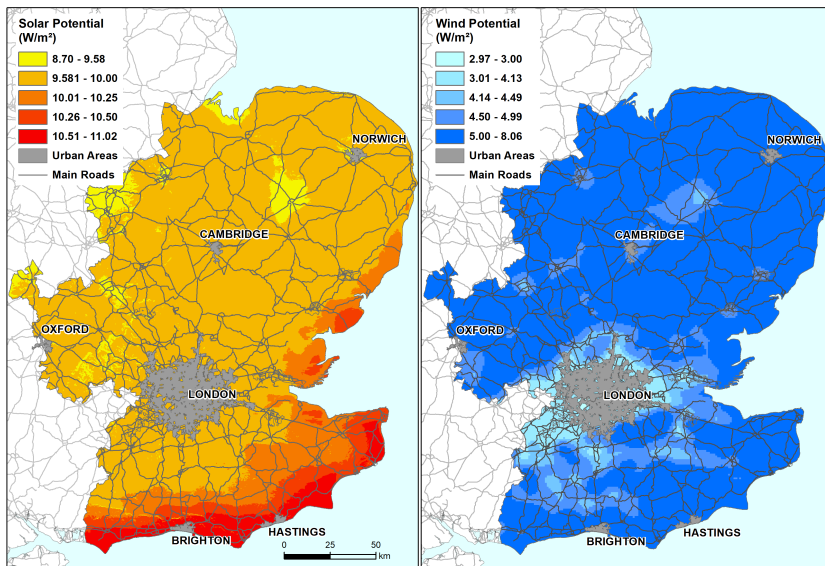 Solar Potential
(W/m²)
8.70 - 9.58
9.581 - 10.00
10.01 - 10.25
10.26 - 10.50
10.51 - 11.02
Urban Areas
Main Roads
NORWICH
CAMBRIDGE
OXFORD
LONDON
HASTINGS
BRIGHTON
0 25 50
km
Wind Potential
(W/m²)
2.97 - 3.00
3.01 - 4.13
4.14 - 4.49
4.50 - 4.99
5.00 - 8.06
Urban Areas
Main Roads
NORWICH
CAMBRIDGE
OXFORD
LONDON
HASTINGS
BRIGHTON